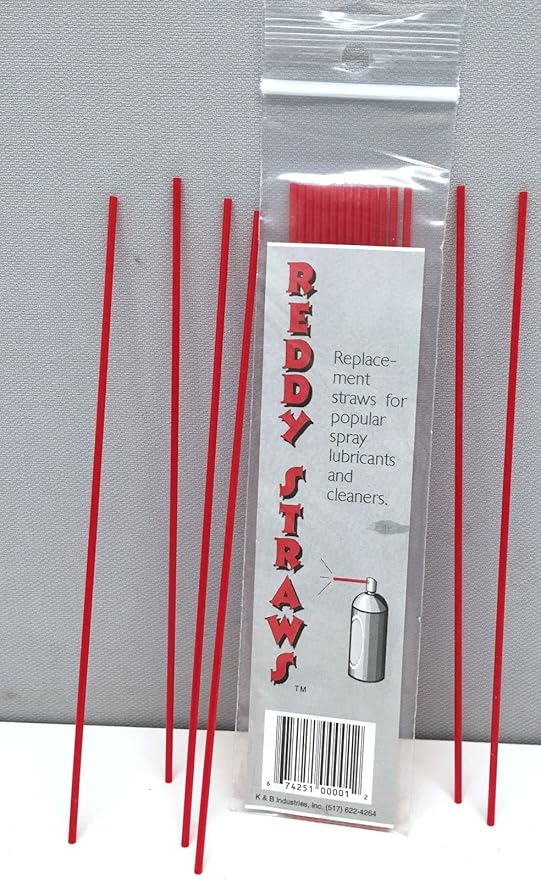 REDDY STRAWS
TM
Replace-
ment
straws for
popular
spray
lubricants
and
cleaners.
6 74251 00001 2
K & B Industries, Inc. (517) 622-4264